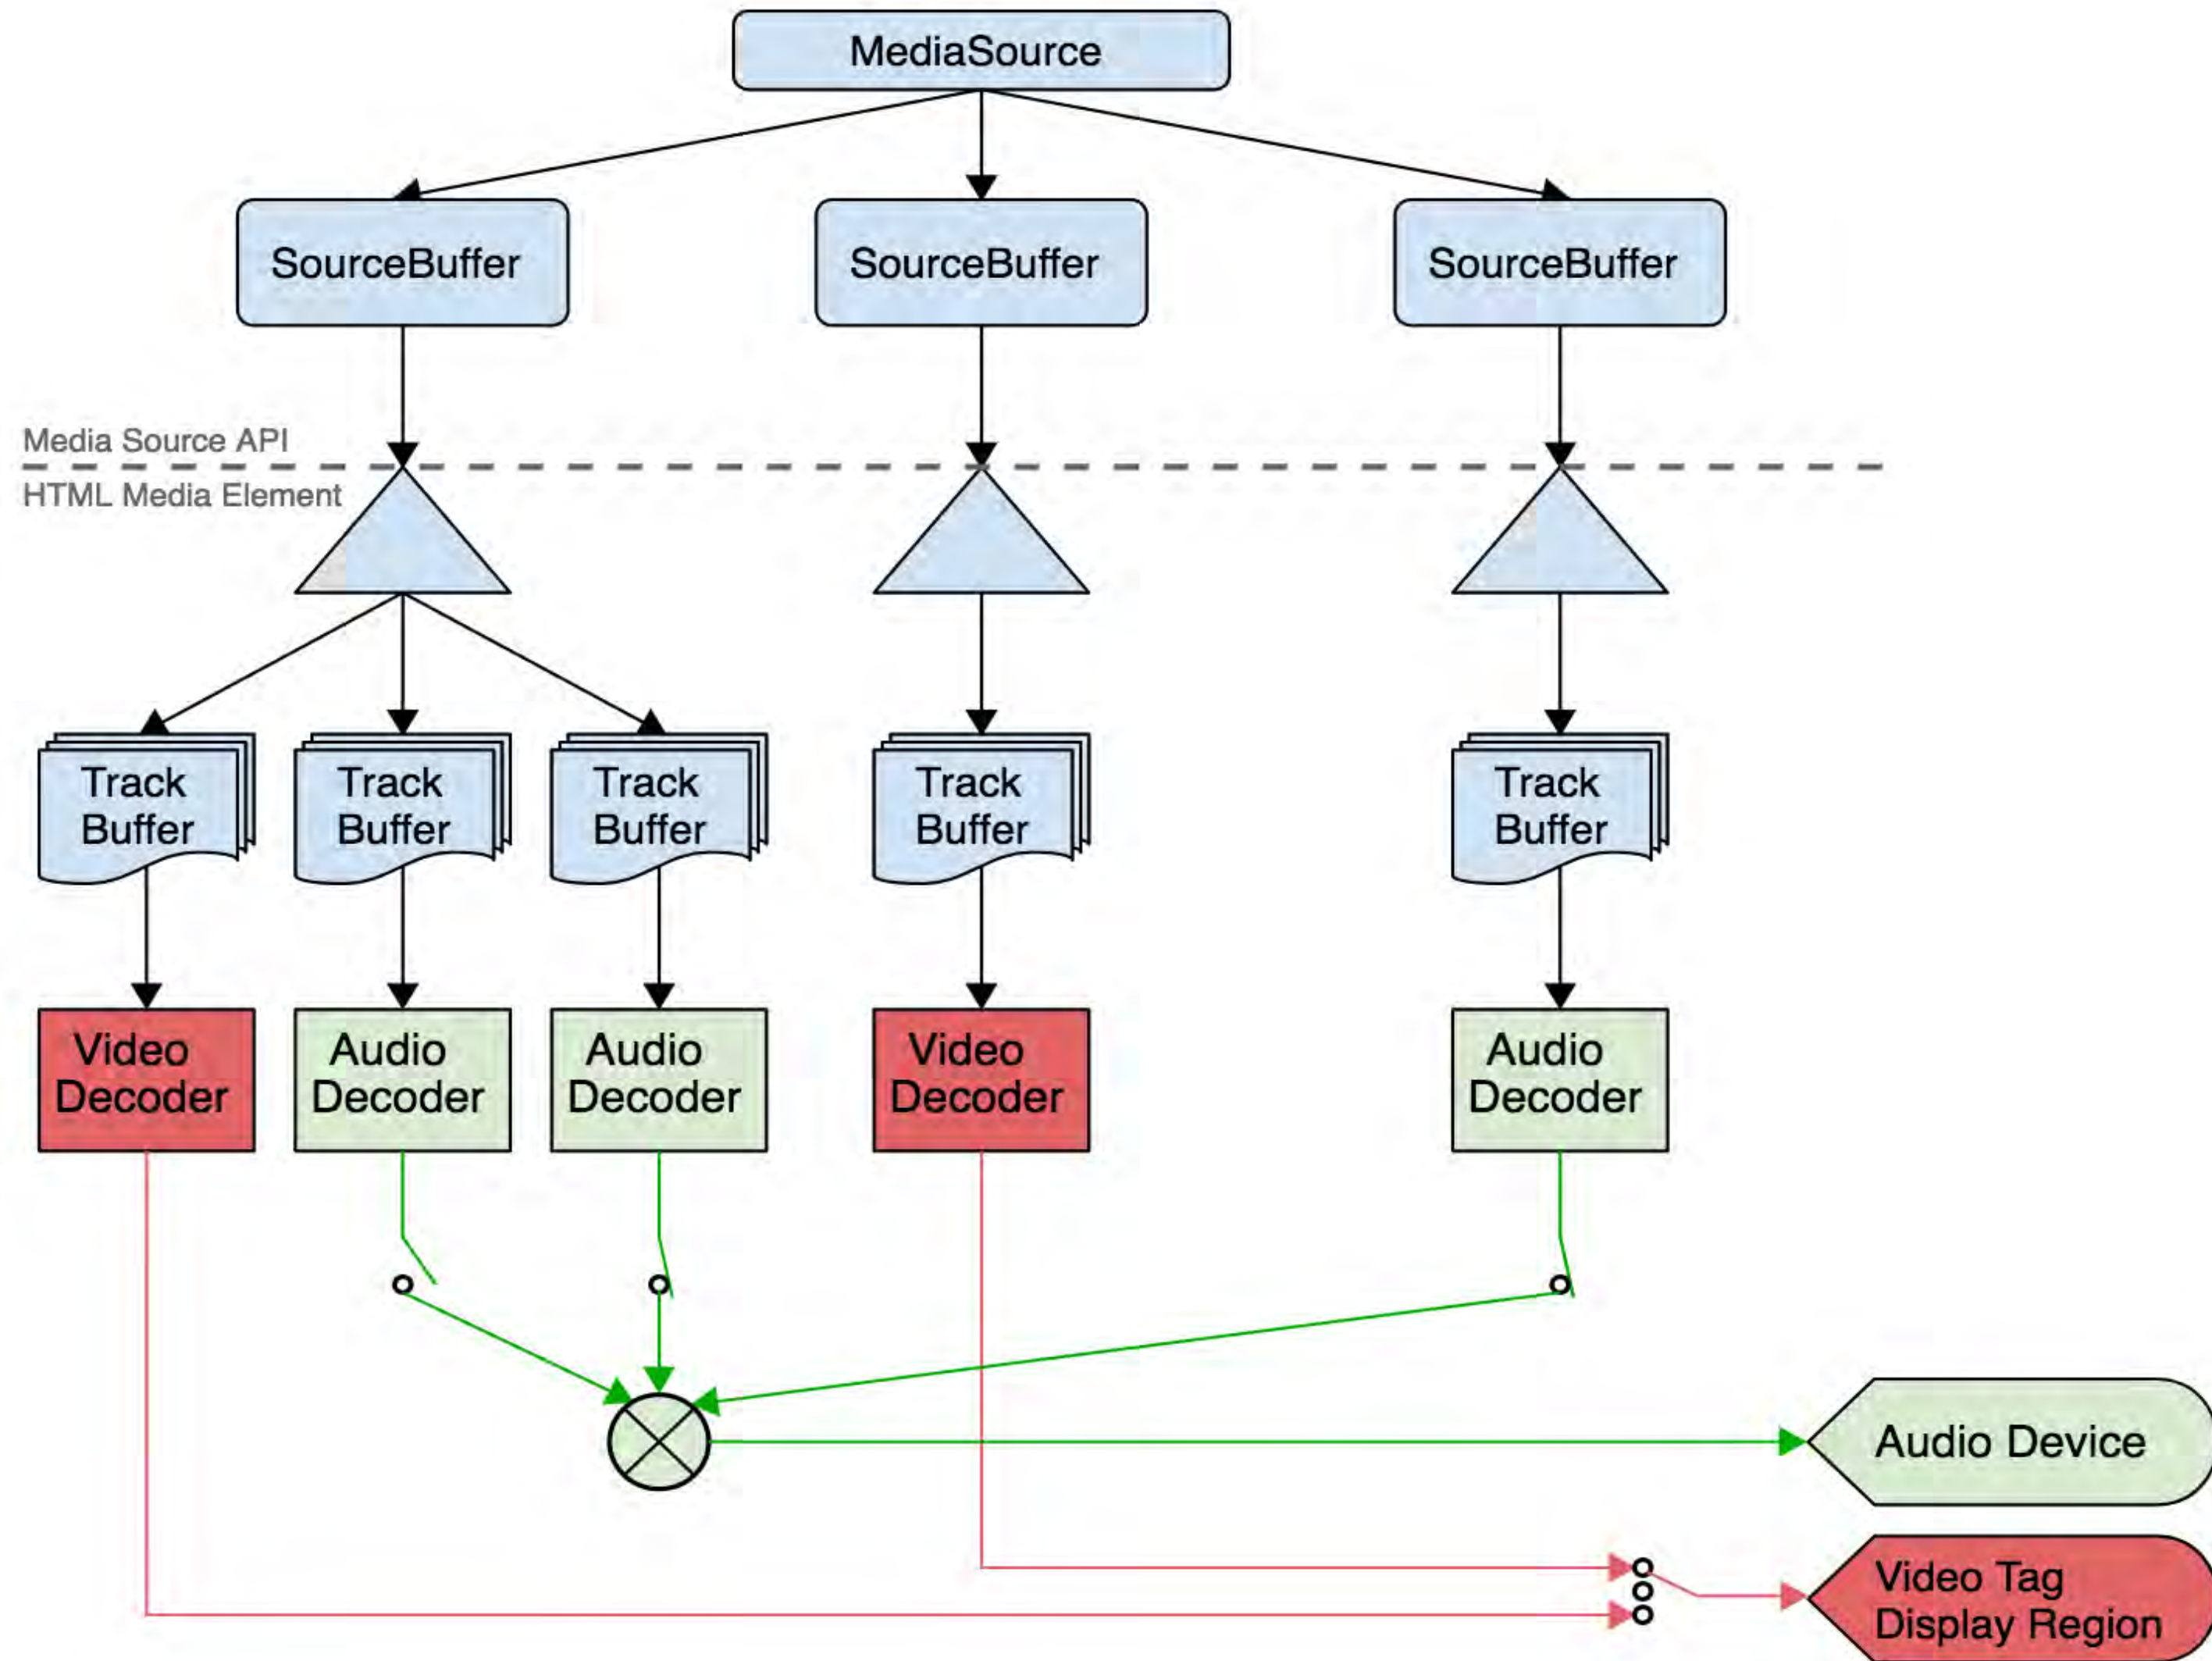 MediaSource
SourceBuffer
SourceBuffer
SourceBuffer
Media Source API
HTML Media Element
Track
Buffer
Track
Buffer
Track
Buffer
Track
Buffer
Track
Buffer
Video
Decoder
Audio
Decoder
Audio
Decoder
Video
Decoder
Audio
Decoder
Audio Device
Video Tag
Display Region